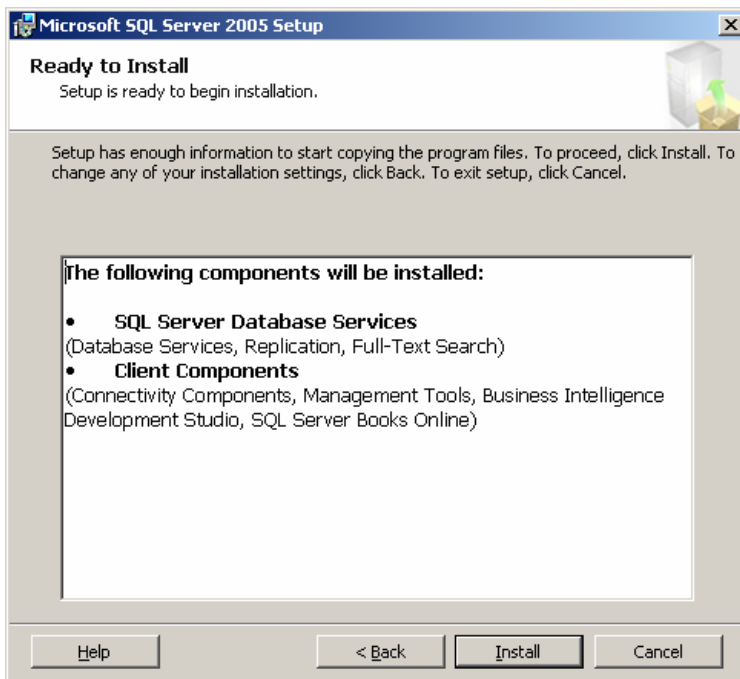 Microsoft SQL Server 2005 Setup
Ready to Install
Setup is ready to begin installation.
Setup has enough information to start copying the program files. To proceed, click Install. To
change any of your installation settings, click Back. To exit setup, click Cancel.
The following components will be installed:
• SQL Server Database Services
(Database Services, Replication, Full-Text Search)
• Client Components
(Connectivity Components, Management Tools, Business Intelligence
Development Studio, SQL Server Books Online)
Help < Back Install Cancel